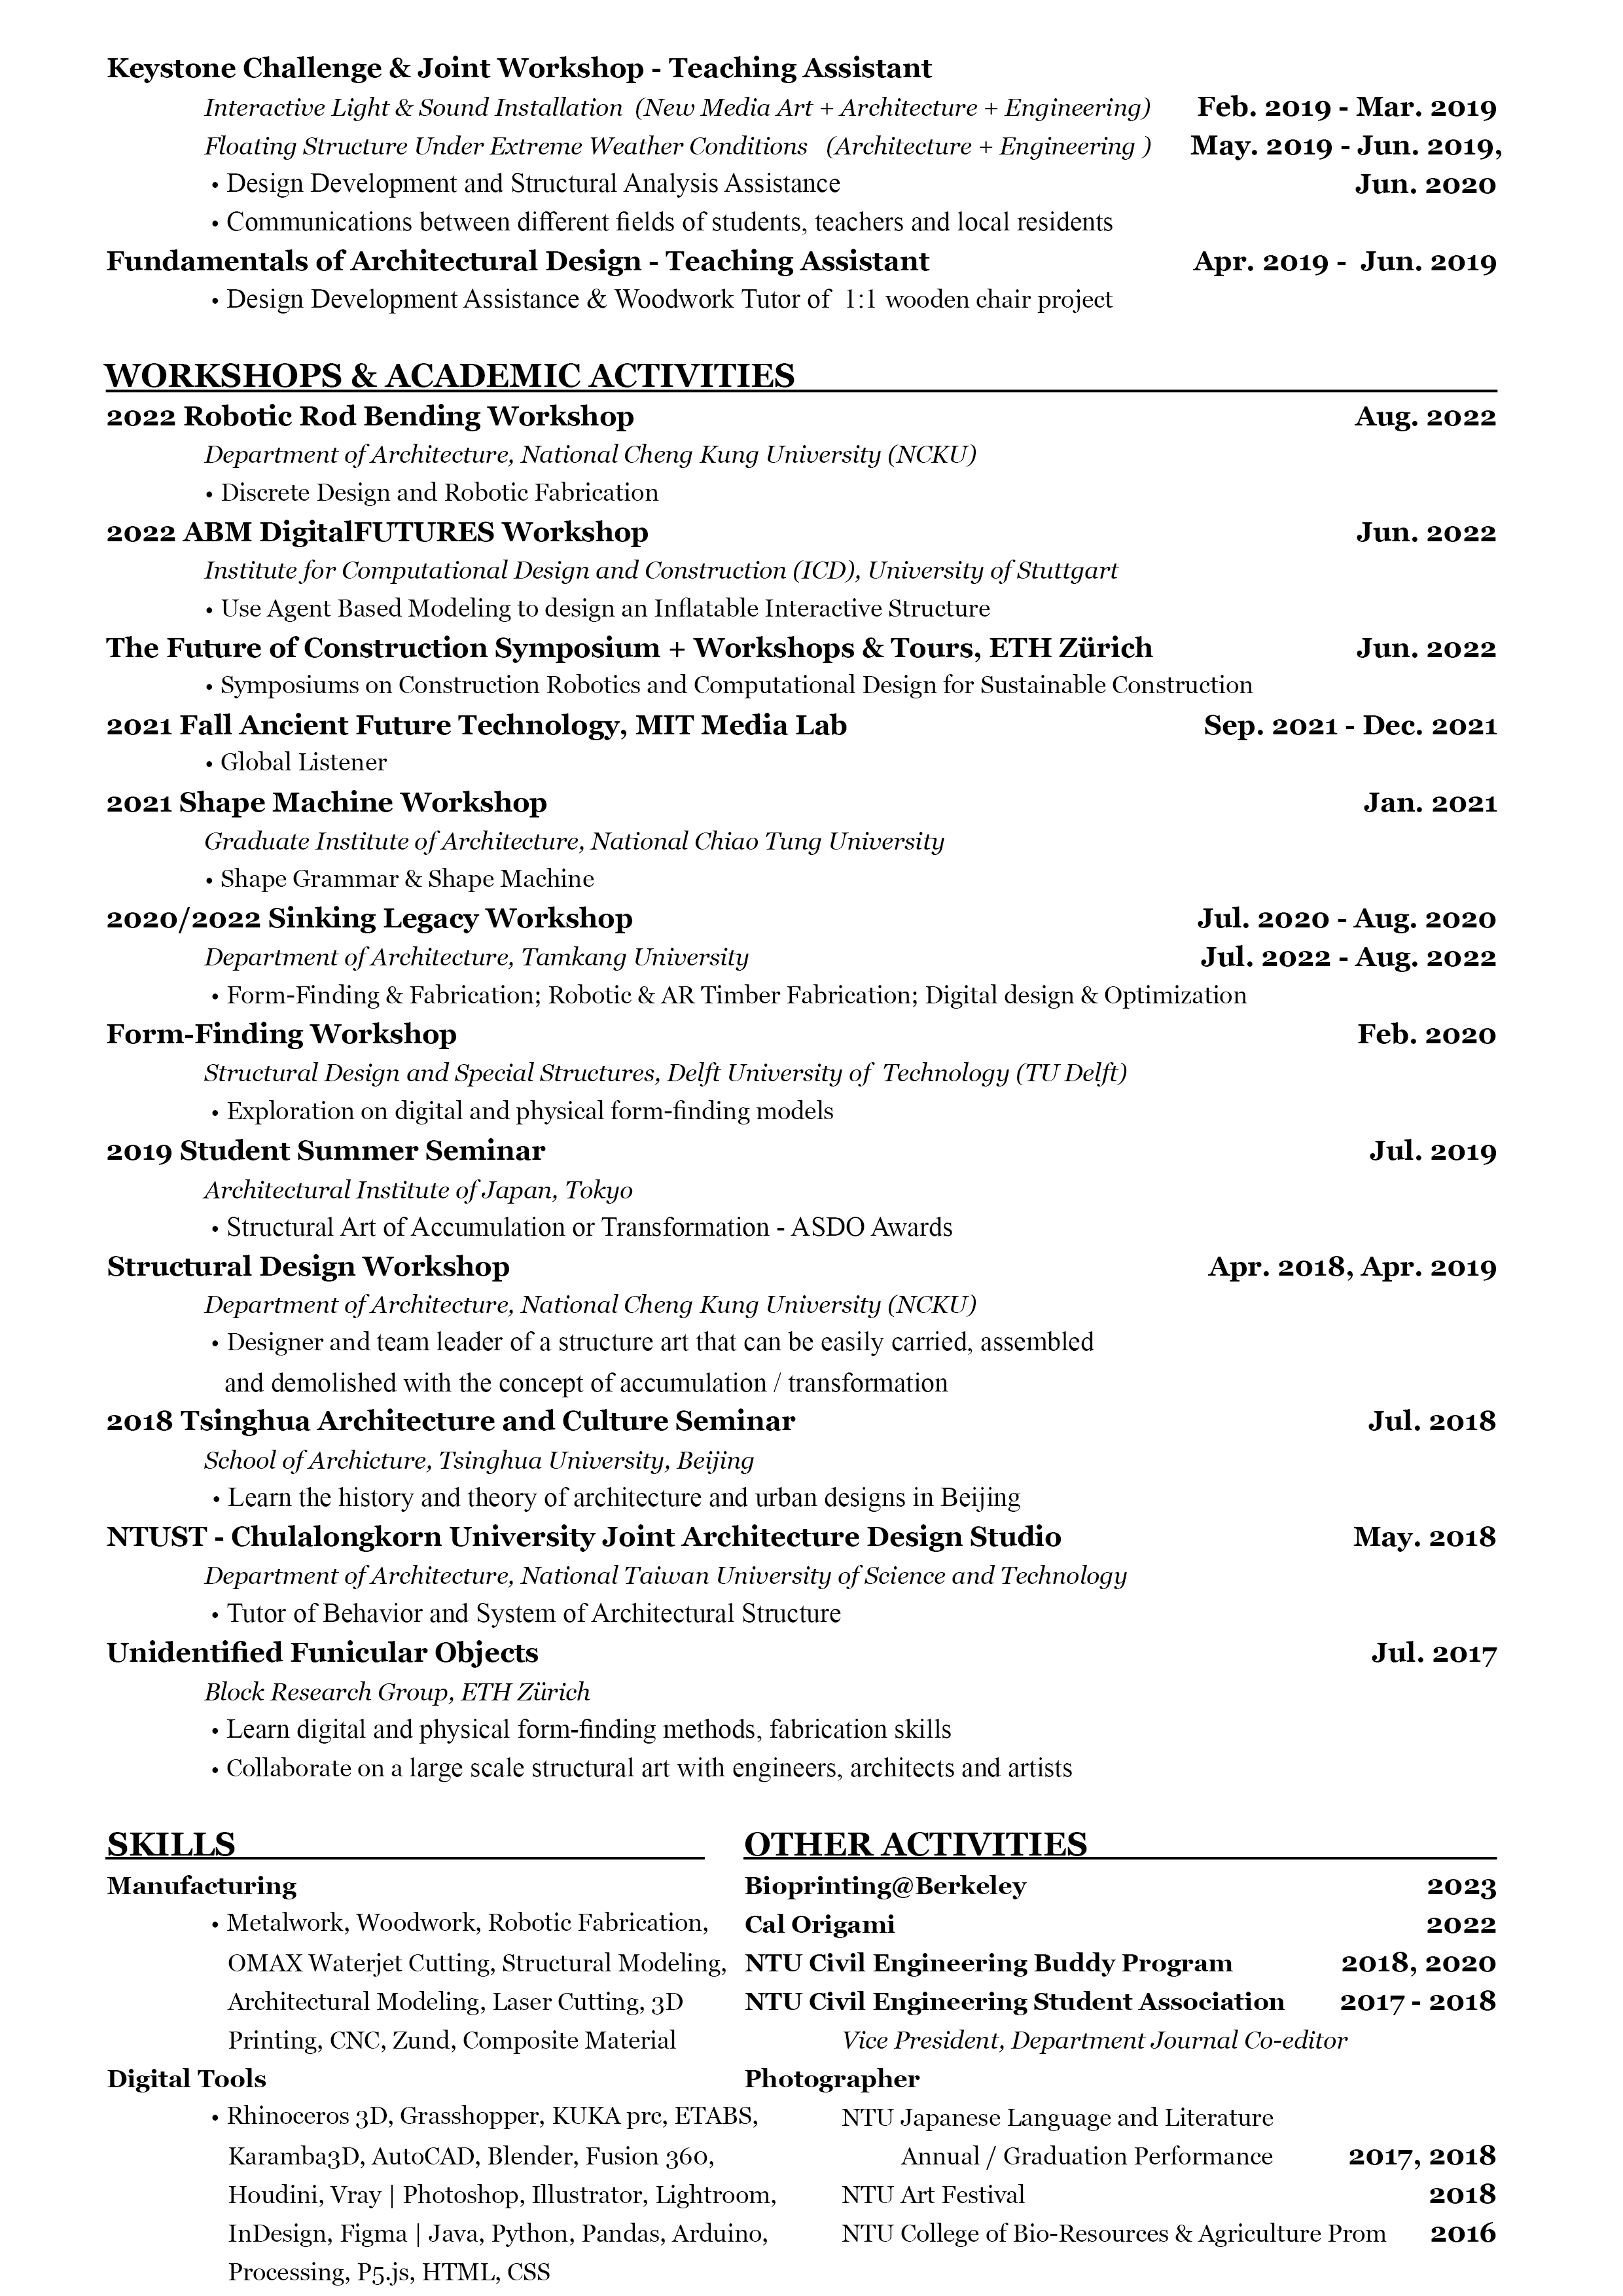 Keystone Challenge & Joint Workshop - Teaching Assistant
Interactive Light & Sound Installation (New Media Art + Architecture + Engineering) Feb. 2019 - Mar. 2019
Floating Structure Under Extreme Weather Conditions (Architecture + Engineering ) May. 2019 - Jun. 2019,
• Design Development and Structural Analysis Assistance Jun. 2020
• Communications between different fields of students, teachers and local residents
Fundamentals of Architectural Design - Teaching Assistant Apr. 2019 - Jun. 2019
• Design Development Assistance & Woodwork Tutor of 1:1 wooden chair project
WORKSHOPS & ACADEMIC ACTIVITIES
2022 Robotic Rod Bending Workshop Aug. 2022
Department of Architecture, National Cheng Kung University (NCKU)
• Discrete Design and Robotic Fabrication
2022 ABM DigitalFUTURES Workshop Jun. 2022
Institute for Computational Design and Construction (ICD), University of Stuttgart
• Use Agent Based Modeling to design an Inflatable Interactive Structure
The Future of Construction Symposium + Workshops & Tours, ETH Zürich Jun. 2022
• Symposiums on Construction Robotics and Computational Design for Sustainable Construction
2021 Fall Ancient Future Technology, MIT Media Lab Sep. 2021 - Dec. 2021
• Global Listener
2021 Shape Machine Workshop Jan. 2021
Graduate Institute of Architecture, National Chiao Tung University
• Shape Grammar & Shape Machine
2020/2022 Sinking Legacy Workshop Jul. 2020 - Aug. 2020
Department of Architecture, Tamkang University Jul. 2022 - Aug. 2022
• Form-Finding & Fabrication; Robotic & AR Timber Fabrication; Digital design & Optimization
Form-Finding Workshop Feb. 2020
Structural Design and Special Structures, Delft University of Technology (TU Delft)
• Exploration on digital and physical form-finding models
2019 Student Summer Seminar Jul. 2019
Architectural Institute of Japan, Tokyo
• Structural Art of Accumulation or Transformation - ASDO Awards
Structural Design Workshop Apr. 2018, Apr. 2019
Department of Architecture, National Cheng Kung University (NCKU)
• Designer and team leader of a structure art that can be easily carried, assembled
and demolished with the concept of accumulation / transformation
2018 Tsinghua Architecture and Culture Seminar Jul. 2018
School of Archicture, Tsinghua University, Beijing
• Learn the history and theory of architecture and urban designs in Beijing
NTUST - Chulalongkorn University Joint Architecture Design Studio May. 2018
Department of Architecture, National Taiwan University of Science and Technology
• Tutor of Behavior and System of Architectural Structure
Unidentified Funicular Objects Jul. 2017
Block Research Group, ETH Zürich
• Learn digital and physical form-finding methods, fabrication skills
• Collaborate on a large scale structural art with engineers, architects and artists
SKILLS
Manufacturing
• Metalwork, Woodwork, Robotic Fabrication,
OMAX Waterjet Cutting, Structural Modeling,
Architectural Modeling, Laser Cutting, 3D
Printing, CNC, Zund, Composite Material
Digital Tools
• Rhinoceros 3D, Grasshopper, KUKA prc, ETABS,
Karamba3D, AutoCAD, Blender, Fusion 360,
Houdini, Vray | Photoshop, Illustrator, Lightroom,
InDesign, Figma | Java, Python, Pandas, Arduino,
Processing, P5.js, HTML, CSS
OTHER ACTIVITIES
Bioprinting@Berkeley 2023
Cal Origami 2022
NTU Civil Engineering Buddy Program 2018, 2020
NTU Civil Engineering Student Association 2017 - 2018
Vice President, Department Journal Co-editor
Photographer
NTU Japanese Language and Literature
Annual / Graduation Performance 2017, 2018
NTU Art Festival 2018
NTU College of Bio-Resources & Agriculture Prom 2016